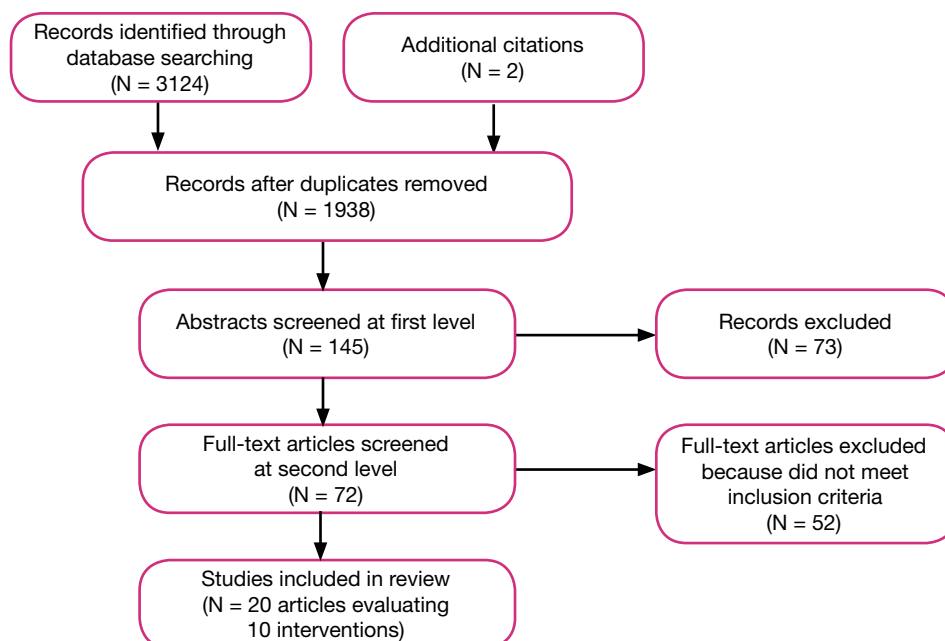 Records identified through
database searching
(N = 3124)
Additional citations
(N = 2)
Records after duplicates removed
(N = 1938)
Abstracts screened at first level
(N = 145)
Records excluded
(N = 73)
Full-text articles screened
at second level
(N = 72)
Full-text articles excluded
because did not meet
inclusion criteria
(N = 52)
Studies included in review
(N = 20 articles evaluating
10 interventions)